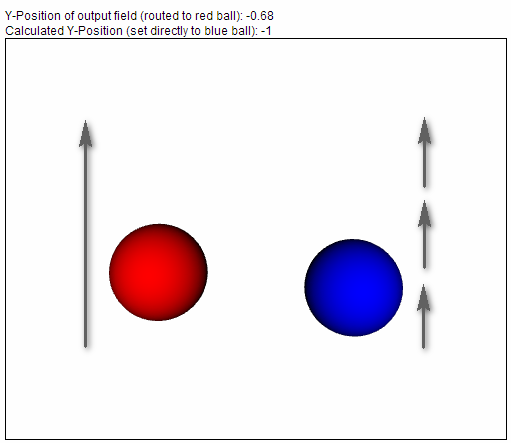 Y-Position of output field (routed to red ball): -0.68
Calculated Y-Position (set directly to blue ball): -1